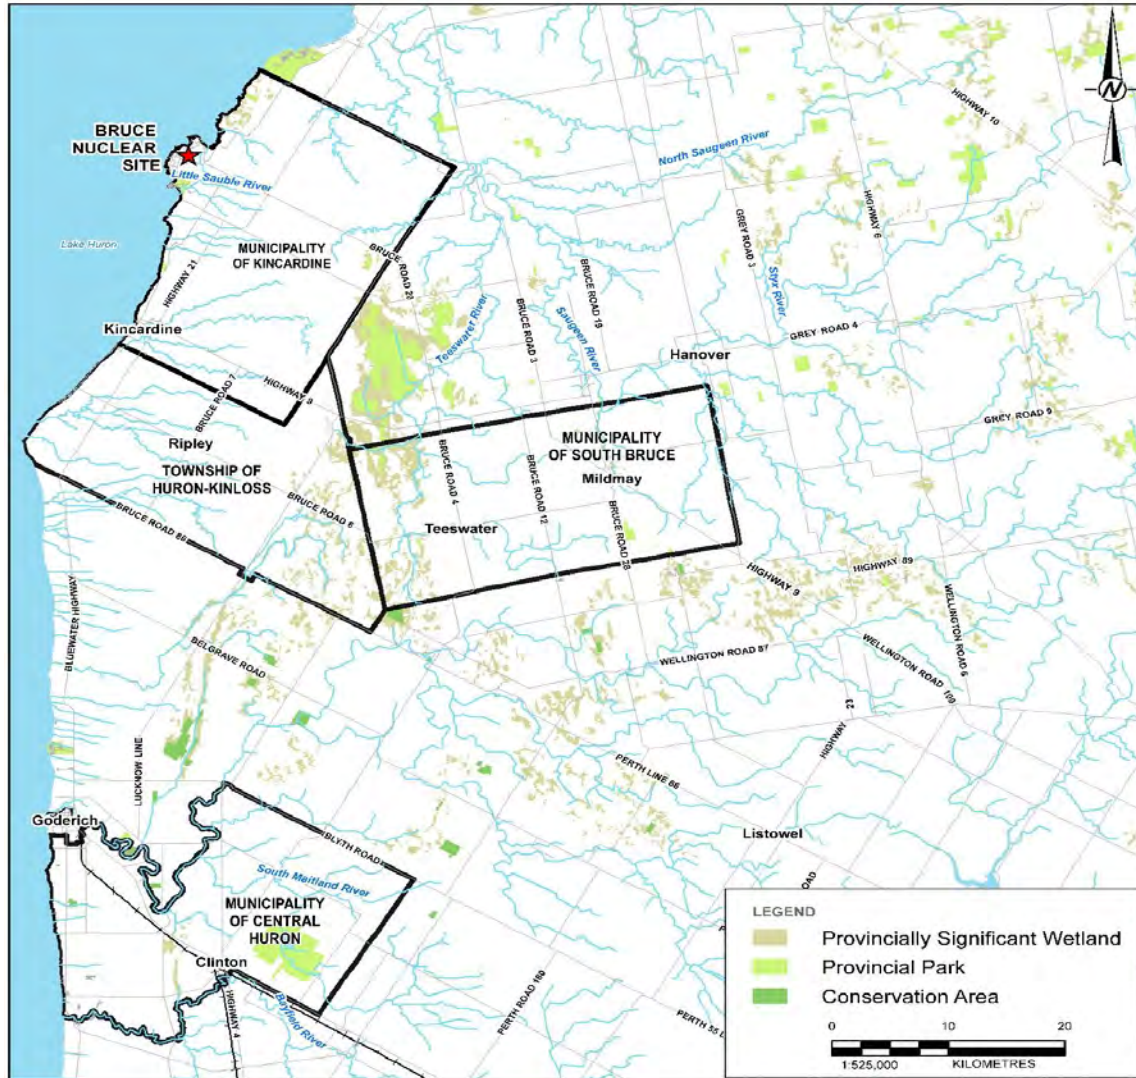 HIGHWAY 10
N
BRUCE
NUCLEAR
SITE
North Saugeen River
Little Sauble River
HIGHWAY 6
GREY ROAD 3
Lake Huron
MUNICIPALITY
OF KINCARDINE
BRUCE ROAD 20
HIGHWAY 21
BRUCE ROAD 19
Styx River
Teeswater River
BRUCE ROAD 3
Saugeen River
Kincardine
GREY ROAD 4
Hanover
HIGHWAY 9
BRUCE ROAD 7
GREY ROAD 9
Ripley
MUNICIPALITY
OF SOUTH BRUCE
TOWNSHIP OF
HURON-KINLOSS
BRUCE ROAD 4
Mildmay
BRUCE ROAD 6
BRUCE ROAD 12
BRUCE ROAD 86
Teeswater
BRUCE ROAD 28
HIGHWAY 89
HIGHWAY 9
BLUEWATER HIGHWAY
WELLINGTON ROAD 6
BELGRAVE ROAD
WELLINGTON ROAD 87
WELLINGTON ROAD 109
HIGHWAY 23
LUCKNOW LINE
PERTH LINE 86
Goderich
BLYTH ROAD
Listowel
South Maitland River
MUNICIPALITY
OF CENTRAL
HURON
Clinton
HIGHWAY 4
Bayfield River
PERTH ROAD 180
LEGEND
Provincially Significant Wetland
Provincial Park
Conservation Area
0 10 20
1:525,000 KILOMETRES